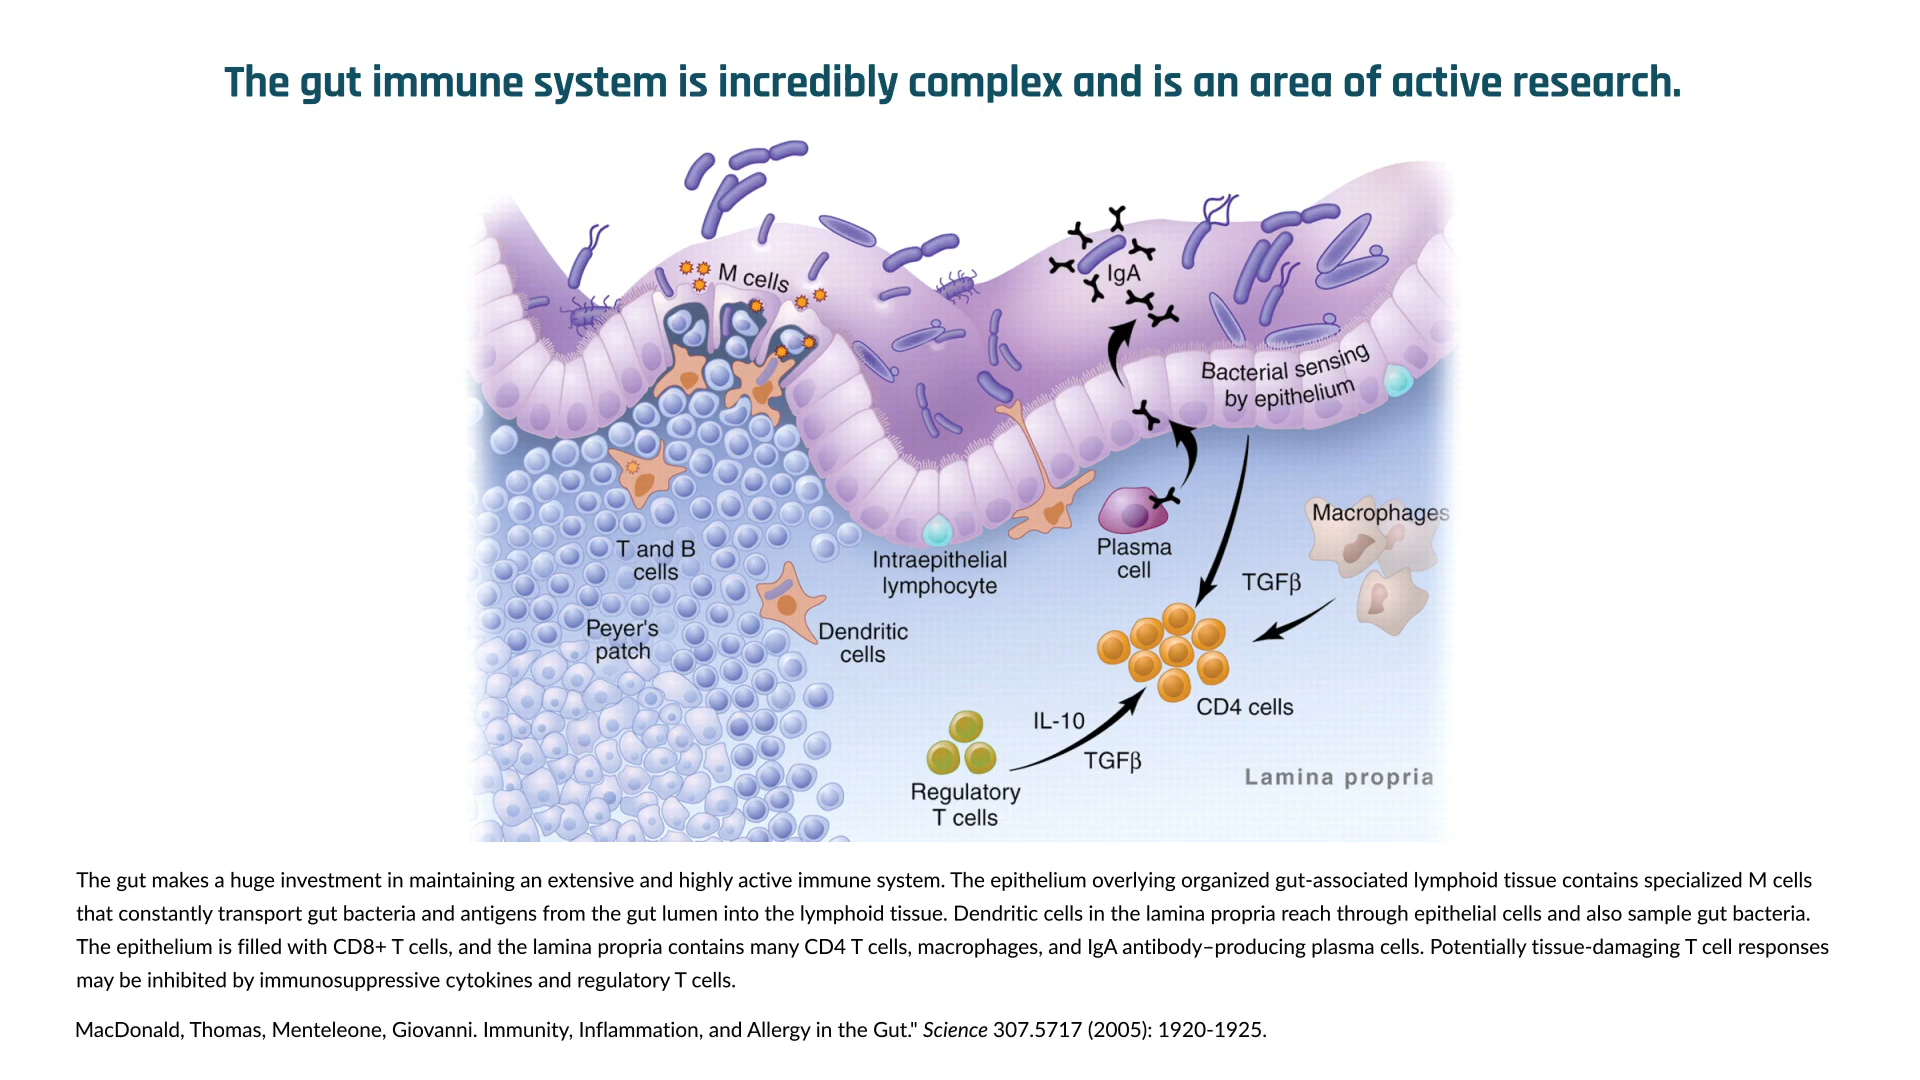 The gut immune system is incredibly complex and is an area of active research.
M cells
IgA
Bacterial sensing
by epithelium
T and B
cells
Peyer's
patch
Dendritic
cells
Intraepithelial
lymphocyte
Plasma
cell
Macrophages
TGFβ
CD4 cells
IL-10
TGFβ
Regulatory
T cells
Lamina propria
The gut makes a huge investment in maintaining an extensive and highly active immune system. The epithelium overlying organized gut-associated lymphoid tissue contains specialized M cells
that constantly transport gut bacteria and antigens from the gut lumen into the lymphoid tissue. Dendritic cells in the lamina propria reach through epithelial cells and also sample gut bacteria.
The epithelium is filled with CD8+ T cells, and the lamina propria contains many CD4 T cells, macrophages, and IgA antibody–producing plasma cells. Potentially tissue-damaging T cell responses
may be inhibited by immunosuppressive cytokines and regulatory T cells.
MacDonald, Thomas, Menteleone, Giovanni. Immunity, Inflammation, and Allergy in the Gut." Science 307.5717 (2005): 1920-1925.